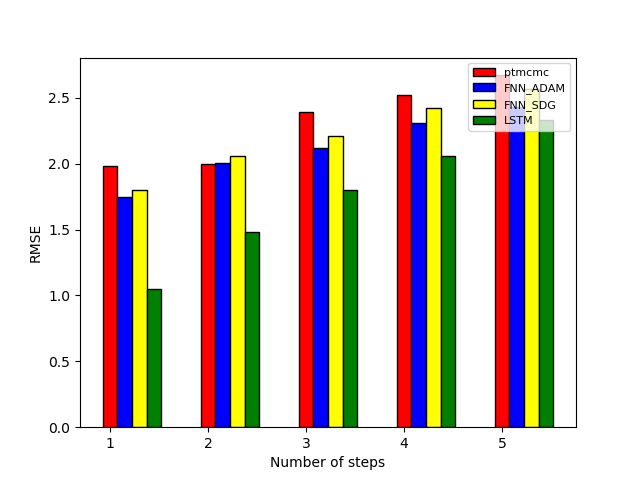 ptmcmc
FNN_ADAM
FNN_SDG
LSTM
2.5
2.0
1.5
1.0
0.5
0.0
RMSE
1 2 3 4 5
Number of steps